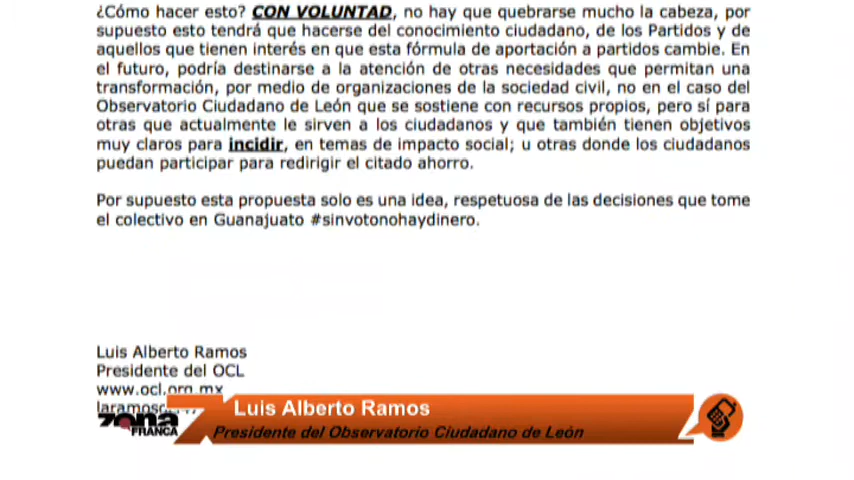 ¿Cómo hacer esto? CON VOLUNTAD, no hay que quebrarse mucho la cabeza, por
supuesto esto tendrá que hacerse del conocimiento ciudadano, de los Partidos y de
aquellos que tienen interés en que esta fórmula de aportación a partidos cambie. En
el futuro, podría destinarse a la atención de otras necesidades que permitan una
transformación, por medio de organizaciones de la sociedad civil, no en el caso del
Observatorio Ciudadano de León que se sostiene con recursos propios, pero sí para
otras que actualmente le sirven a los ciudadanos y que también tienen objetivos
muy claros para incidir, en temas de impacto social; u otras donde los ciudadanos
puedan participar para redirigir el citado ahorro.
Por supuesto esta propuesta solo es una idea, respetuosa de las decisiones que tome
el colectivo en Guanajuato #sinvotonohaydinero.
Luis Alberto Ramos
Presidente del OCL
www.ocl.org.mx
Luis Alberto Ramos
Presidente del Observatorio Ciudadano de León
ZONA
FRANCA